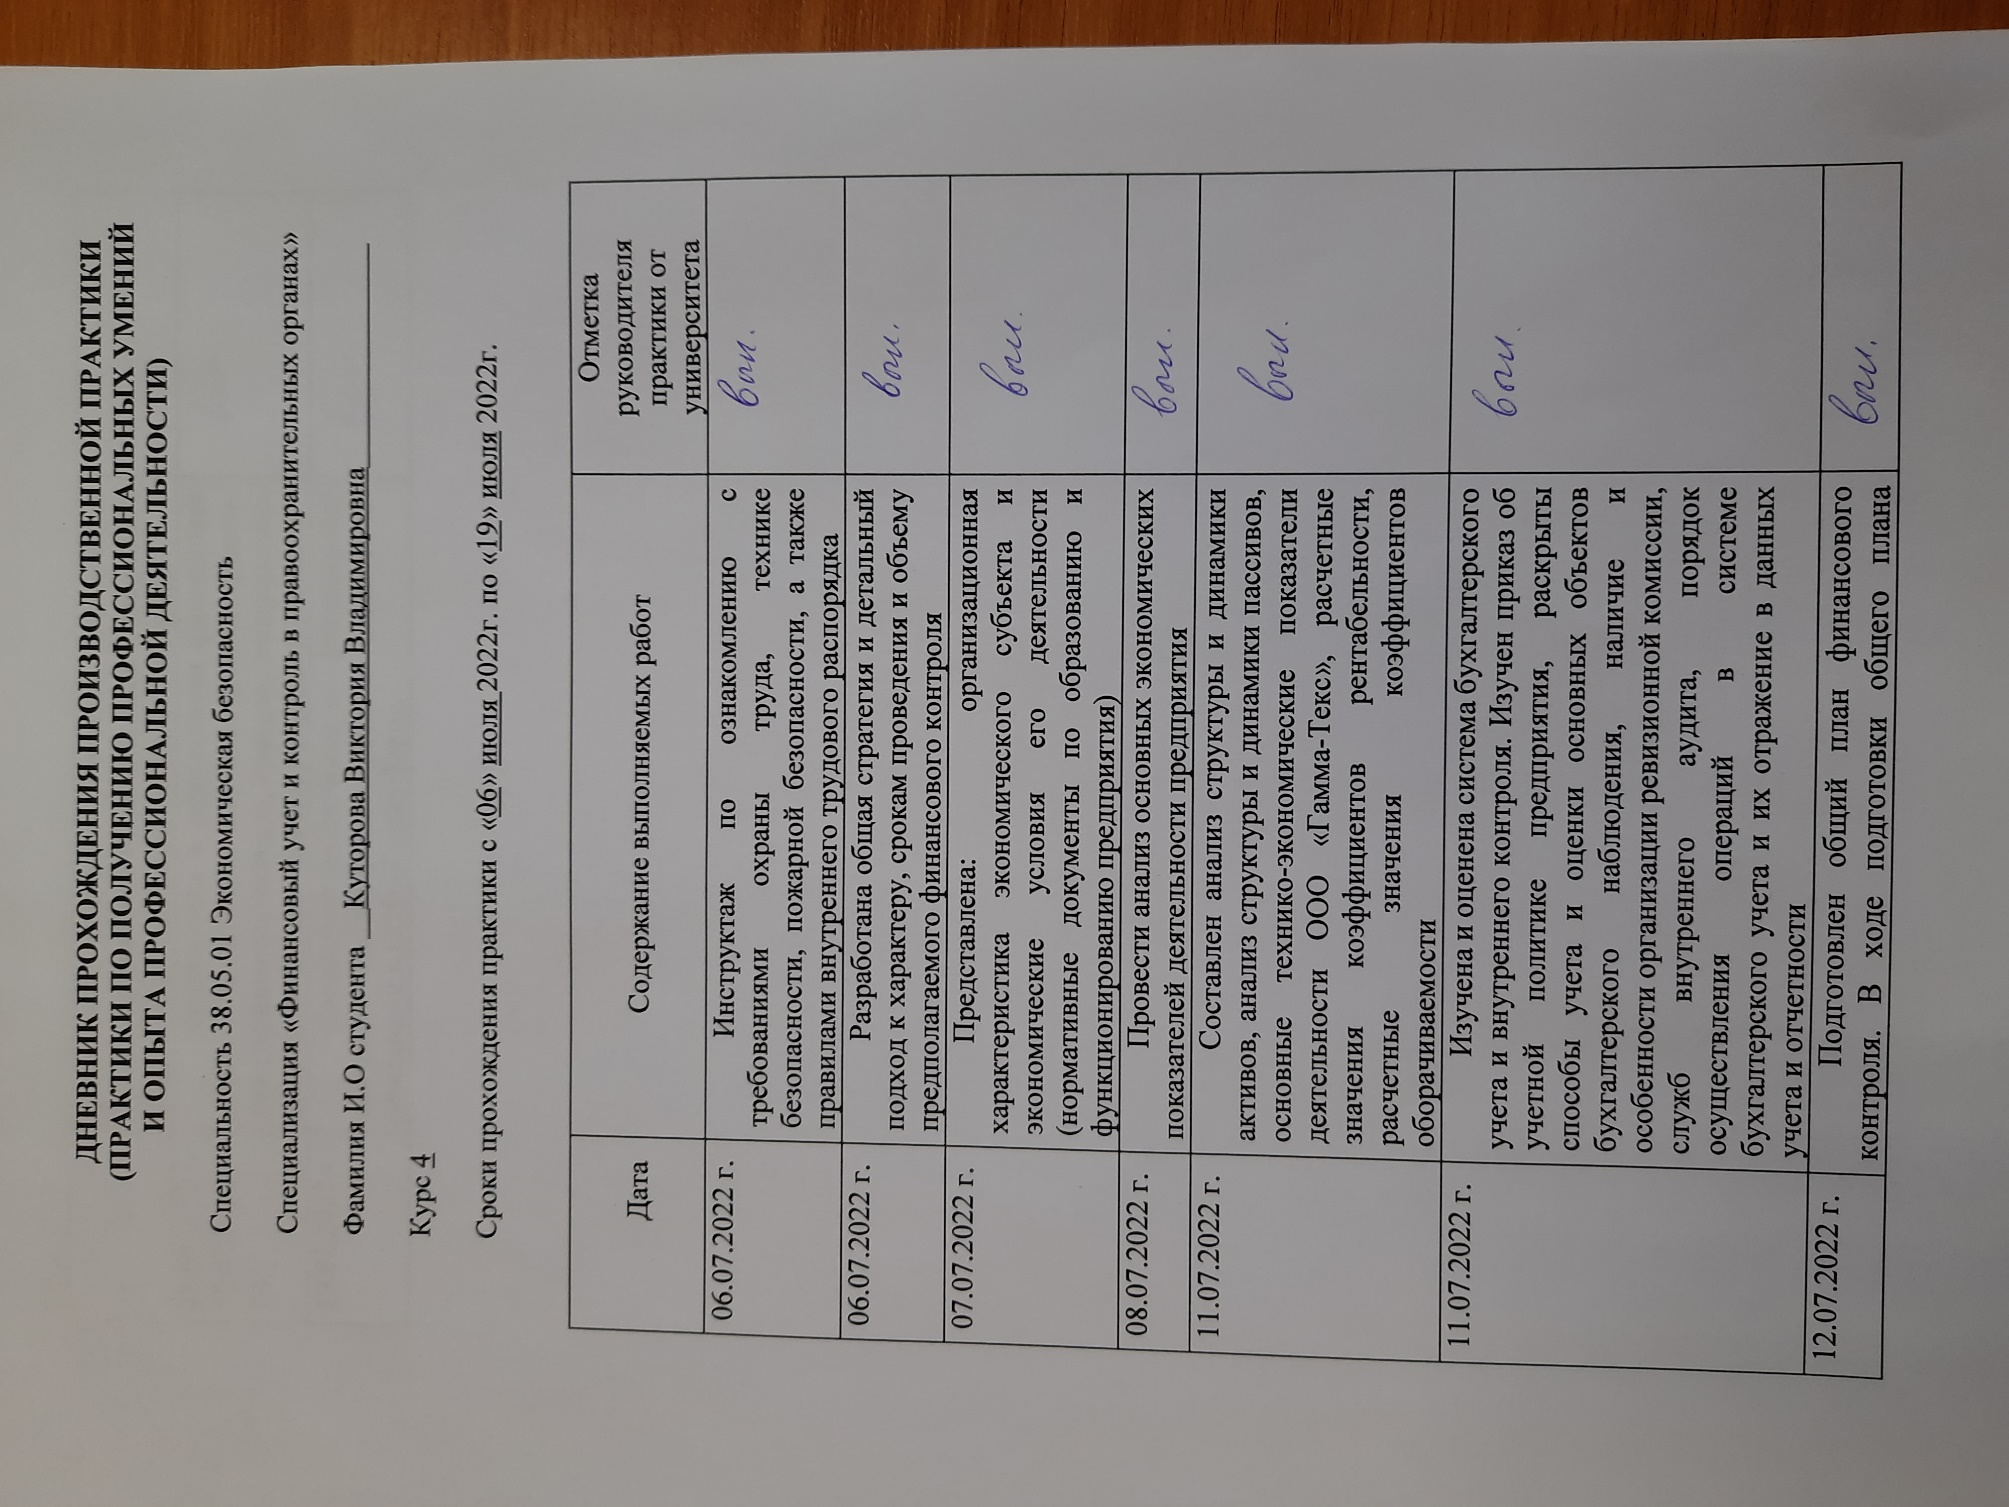 ДНЕВНИК ПРОХОЖДЕНИЯ ПРОИЗВОДСТВЕННОЙ ПРАКТИКИ
(ПРАКТИКИ ПО ПОЛУЧЕНИЮ ПРОФЕССИОНАЛЬНЫХ УМЕНИЙ
И ОПЫТА ПРОФЕССИОНАЛЬНОЙ ДЕЯТЕЛЬНОСТИ)
Специальность 38.05.01 Экономическая безопасность
Специализация «Финансовый учет и контроль в правоохранительных органах»
Фамилия И.О студента __Куторова Виктория Владимировна__________________
Курс 4
Сроки прохождения практики с «06» июля 2022г. по «19» июля 2022г.
Дата
Содержание выполняемых работ
Отметка
руководителя
практики от
университета
06.07.2022 г.
Инструктаж по ознакомлению с
требованиями охраны труда, технике
безопасности, пожарной безопасности, а также
правилами внутреннего трудового распорядка
вып.
06.07.2022 г.
Разработана общая стратегия и детальный
подход к характеру, срокам проведения и объему
предполагаемого финансового контроля
вып.
07.07.2022 г.
Представлена: организационная
характеристика экономического субъекта и
экономические условия его деятельности
(нормативные документы по образованию и
функционированию предприятия)
вып.
08.07.2022 г.
Провести анализ основных экономических
показателей деятельности предприятия
вып.
11.07.2022 г.
Составлен анализ структуры и динамики
активов, анализ структуры и динамики пассивов,
основные технико-экономические показатели
деятельности ООО «Гамма-Текс», расчетные
значения коэффициентов рентабельности,
расчетные значения коэффициентов
оборачиваемости
вып.
11.07.2022 г.
Изучена и оценена система бухгалтерского
учета и внутреннего контроля. Изучен приказ об
учетной политике предприятия, раскрыты
способы учета и оценки основных объектов
бухгалтерского наблюдения, наличие и
особенности организации ревизионной комиссии,
служб внутреннего аудита, порядок
осуществления операций в системе
бухгалтерского учета и их отражение в данных
учета и отчетности
вып.
12.07.2022 г.
Подготовлен общий план финансового
контроля. В ходе подготовки общего плана
вып.